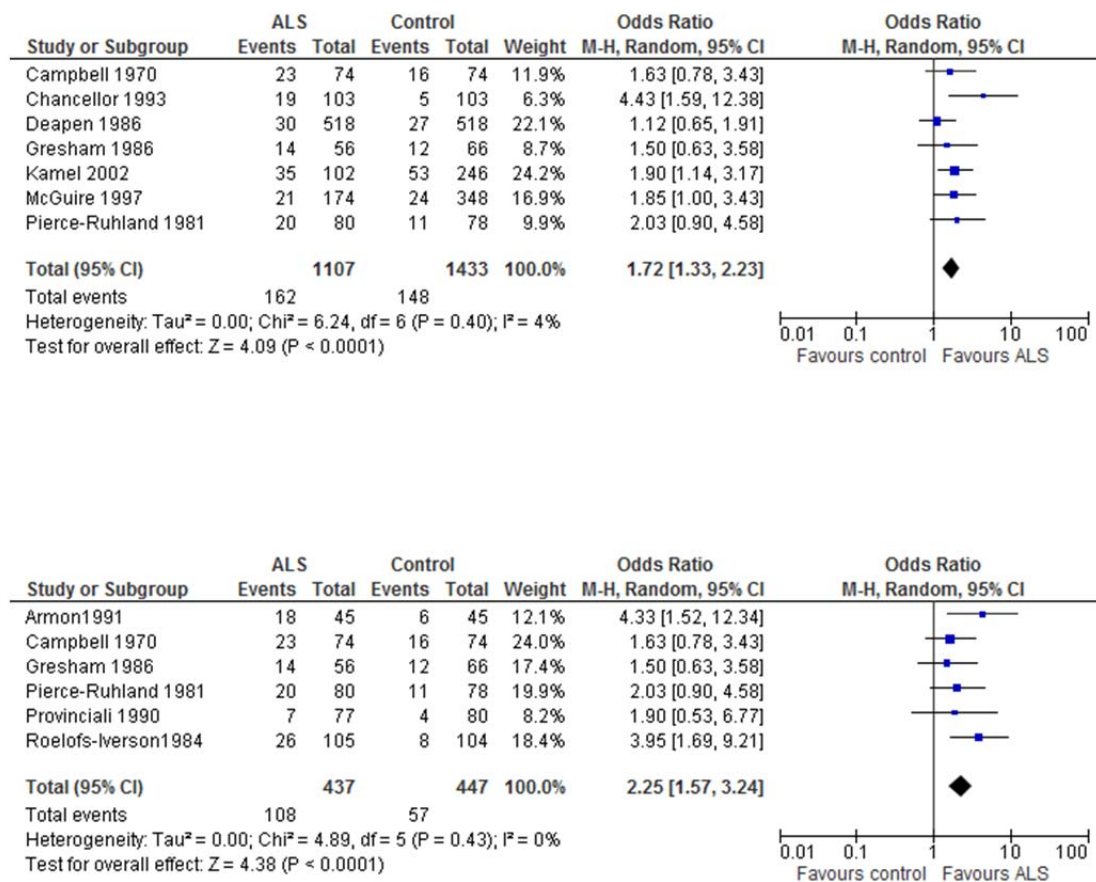 ALS Control Odds Ratio Odds Ratio
Study or Subgroup Events Total Events Total Weight M-H, Random, 95% CI M-H, Random, 95% CI
Campbell 1970 23 74 16 74 11.9% 1.63 [0.78, 3.43]
Chancellor 1993 19 103 5 103 6.3% 4.43 [1.59, 12.38]
Deapen 1986 30 518 27 518 22.1% 1.12 [0.65, 1.91]
Gresham 1986 14 56 12 66 8.7% 1.50 [0.63, 3.58]
Kamel 2002 35 102 53 246 24.2% 1.90 [1.14, 3.17]
McGuire 1997 21 174 24 348 16.9% 1.85 [1.00, 3.43]
Pierce-Ruhland 1981 20 80 11 78 9.9% 2.03 [0.90, 4.58]
Total (95% CI) 1107 1433 100.0% 1.72 [1.33, 2.23]
Total events 162 148
Heterogeneity: Tau² = 0.00; Chi² = 6.24, df = 6 (P = 0.40); I² = 4%
Test for overall effect: Z = 4.09 (P < 0.0001)
0.01 0.1 1 10 100
Favours control Favours ALS
ALS Control Odds Ratio Odds Ratio
Study or Subgroup Events Total Events Total Weight M-H, Random, 95% CI M-H, Random, 95% CI
Armon1991 18 45 6 45 12.1% 4.33 [1.52, 12.34]
Campbell 1970 23 74 16 74 24.0% 1.63 [0.78, 3.43]
Gresham 1986 14 56 12 66 17.4% 1.50 [0.63, 3.58]
Pierce-Ruhland 1981 20 80 11 78 19.9% 2.03 [0.90, 4.58]
Provinciali 1990 7 77 4 80 8.2% 1.90 [0.53, 6.77]
Roelofs-Iverson1984 26 105 8 104 18.4% 3.95 [1.69, 9.21]
Total (95% CI) 437 447 100.0% 2.25 [1.57, 3.24]
Total events 108 57
Heterogeneity: Tau² = 0.00; Chi² = 4.89, df = 5 (P = 0.43); I² = 0%
Test for overall effect: Z = 4.38 (P < 0.0001)
0.01 0.1 1 10 100
Favours control Favours ALS